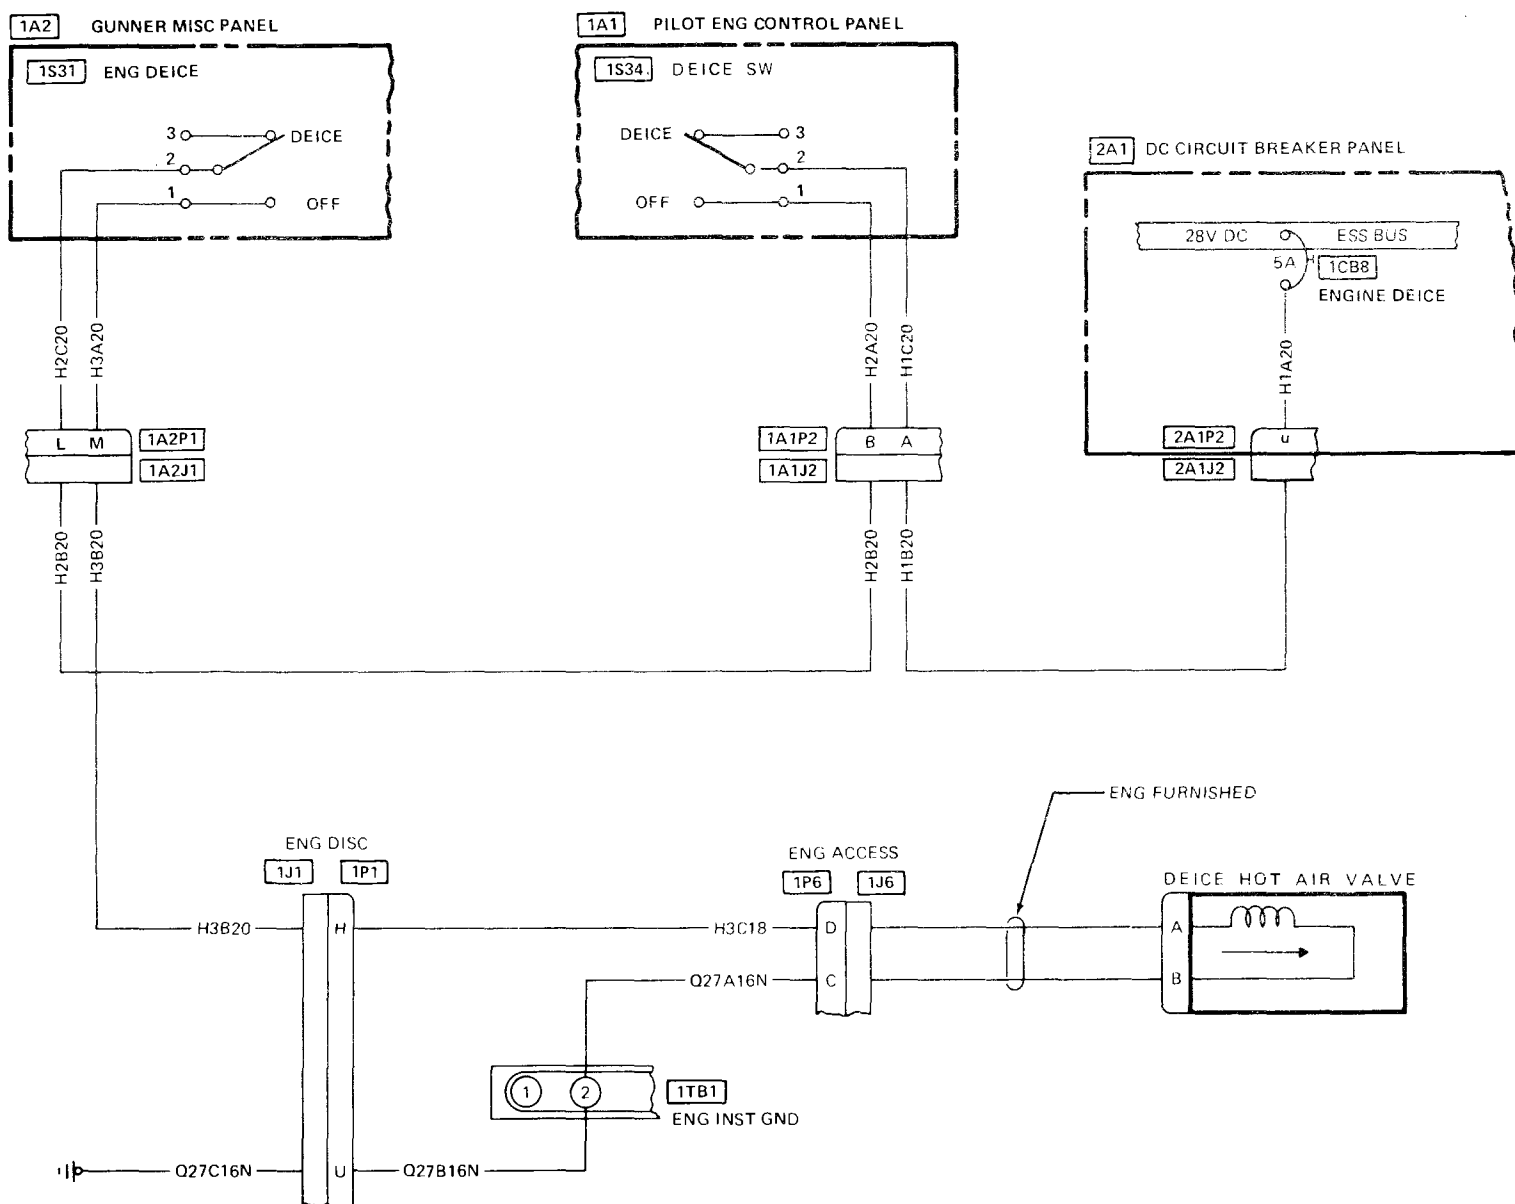 1A2 GUNNER MISC PANEL
1S31 ENG DEICE
3 DEICE
2
1 OFF
H2C20
H3A20
L M
1A2P1
1A2J1
H2B20
H3B20
1A1 PILOT ENG CONTROL PANEL
1S34. DEICE SW
DEICE 3
2
OFF 1
H2A20
H1C20
1A1P2
B A
1A1J2
H2B20
H1B20
2A1 DC CIRCUIT BREAKER PANEL
28V DC ESS BUS
5A 1CB8
ENGINE DEICE
H1A20
2A1P2
u
2A1J2
ENG FURNISHED
ENG DISC
1J1 1P1
ENG ACCESS
1P6 1J6
DEICE HOT AIR VALVE
H3B20 H H3C18 D A
Q27A16N C B
1 2 1TB1
ENG INST GND
Q27C16N U Q27B16N